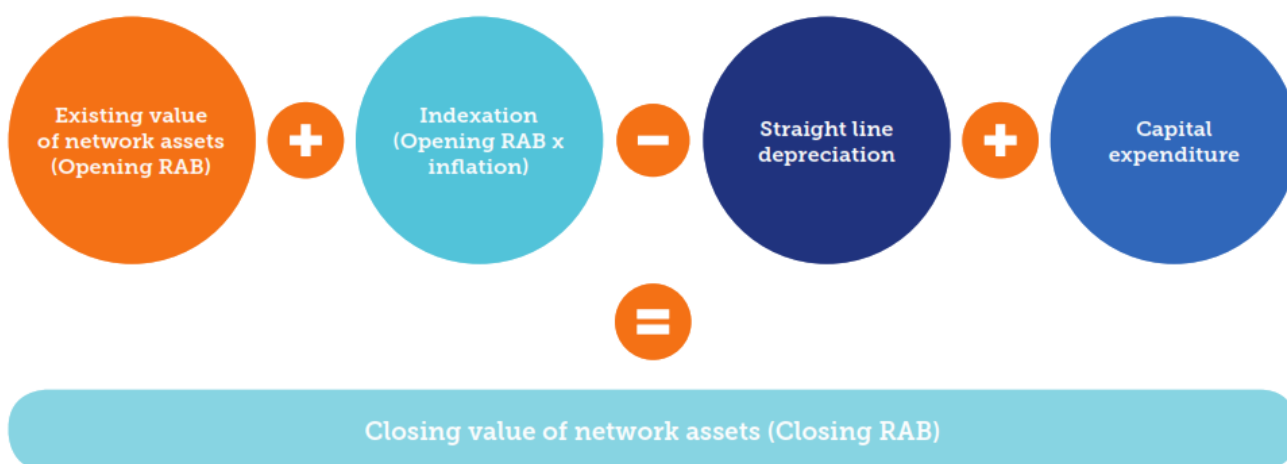 Existing value
of network assets
(Opening RAB)
+
Indexation
(Opening RAB x
inflation)
−
Straight line
depreciation
+
Capital
expenditure
=
Closing value of network assets (Closing RAB)